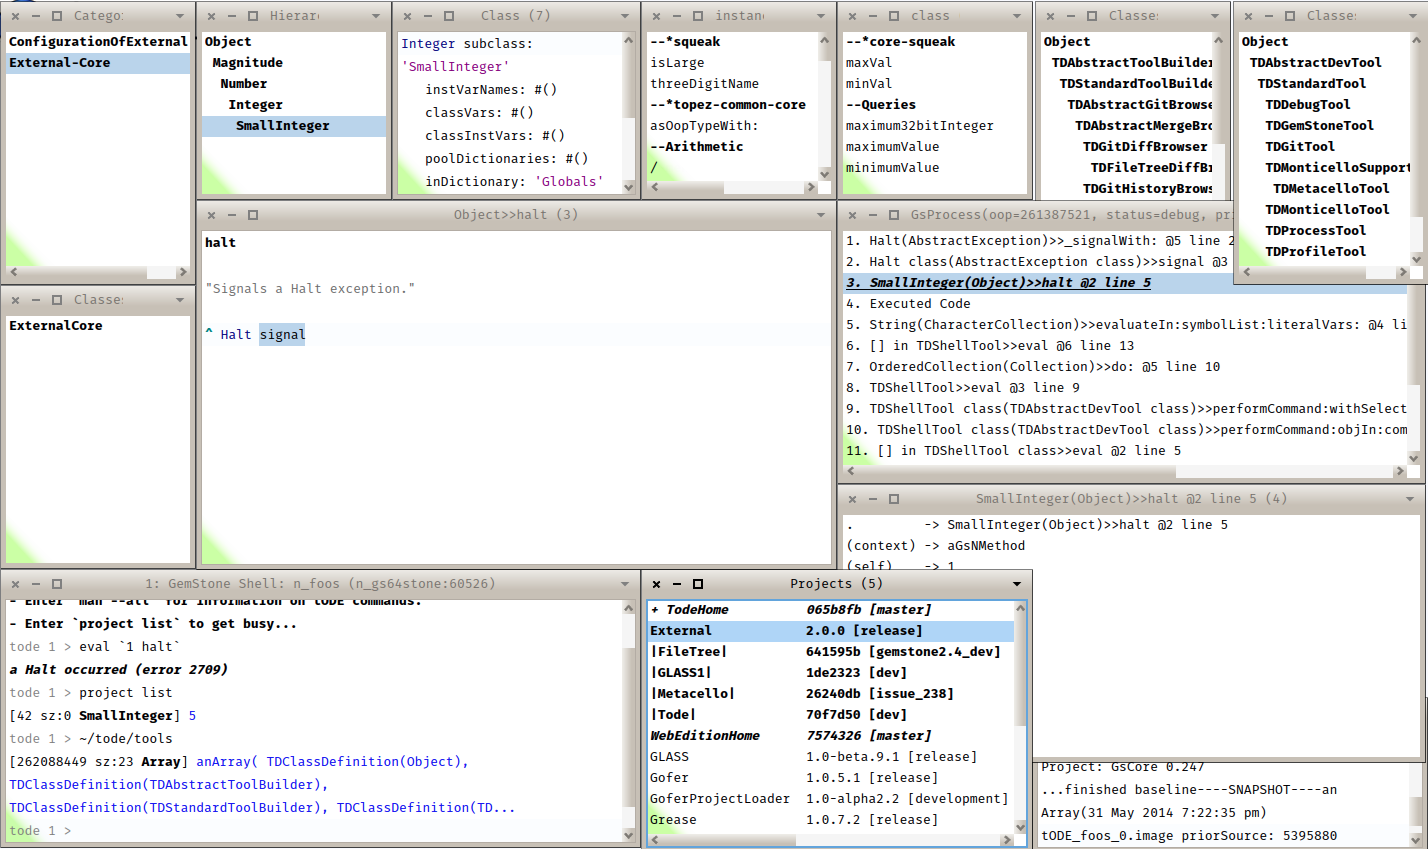 Catego
ConfigurationOfExternal
External-Core
Hierar
Object
Magnitude
Number
Integer
SmallInteger
Class (7)
Integer subclass:
'SmallInteger'
instVarNames: #()
classVars: #()
classInstVars: #()
poolDictionaries: #()
inDictionary: 'Globals'
instanc
--*squeak
isLarge
threeDigitName
--*topez-common-core
asOopTypeWith:
--Arithmetic
/
class
--*core-squeak
maxVal
minVal
--Queries
maximum32bitInteger
maximumValue
minimumValue
Classes
Object
TDAbstractToolBuilder
TDStandardToolBuilde
TDAbstractGitBrowse
TDAbstractMergeBro
TDGitDiffBrowser
TDFileTreeDiffBr
TDGitHistoryBrows
Classes
Object
TDAbstractDevTool
TDStandardTool
TDDebugTool
TDGemStoneTool
TDGitTool
TDMonticelloSupport
TDMetacelloTool
TDMonticelloTool
TDProcessTool
TDProfileTool
Classes
ExternalCore
Object>>halt (3)
halt
"Signals a Halt exception."
^ Halt signal
GsProcess(oop=261387521, status=debug, pri
1. Halt(AbstractException)>>_signalWith: @5 line 2
2. Halt class(AbstractException class)>>signal @3
3. SmallInteger(Object)>>halt @2 line 5
4. Executed Code
5. String(CharacterCollection)>>evaluateIn:symbolList:literalVars: @4 li
6. [] in TDShellTool>>eval @6 line 13
7. OrderedCollection(Collection)>>do: @5 line 10
8. TDShellTool>>eval @3 line 9
9. TDShellTool class(TDAbstractDevTool class)>>performCommand:withSelect
10. TDShellTool class(TDAbstractDevTool class)>>performCommand:objIn:com
11. [] in TDShellTool class>>eval @2 line 5
SmallInteger(Object)>>halt @2 line 5 (4)
. -> SmallInteger(Object)>>halt @2 line 5
(context) -> aGsNMethod
(self) -> 1
1: GemStone Shell: n_foos (n_gs64stone:60526)
- Enter `man --all` for information on tODE commands.
- Enter `project list` to get busy...
tode 1 > eval `1 halt`
a Halt occurred (error 2709)
tode 1 > project list
[42 sz:0 SmallInteger] 5
tode 1 > ~/tode/tools
[262088449 sz:23 Array] anArray( TDClassDefinition(Object),
TDClassDefinition(TDAbstractToolBuilder),
TDClassDefinition(TDStandardToolBuilder), TDClassDefinition(TD...
tode 1 >
Projects (5)
+ TodeHome 065b8fb [master]
External 2.0.0 [release]
|FileTree| 641595b [gemstone2.4_dev]
|GLASS1| 1de2323 [dev]
|Metacello| 26240db [issue_238]
|Tode| 70f7d50 [dev]
WebEditionHome 7574326 [master]
GLASS 1.0-beta.9.1 [release]
Gofer 1.0.5.1 [release]
GoferProjectLoader 1.0-alpha2.2 [development]
Grease 1.0.7.2 [release]
Project: GsCore 0.247
...finished baseline----SNAPSHOT----an
Array(31 May 2014 7:22:35 pm)
tODE_foos_0.image priorSource: 5395880